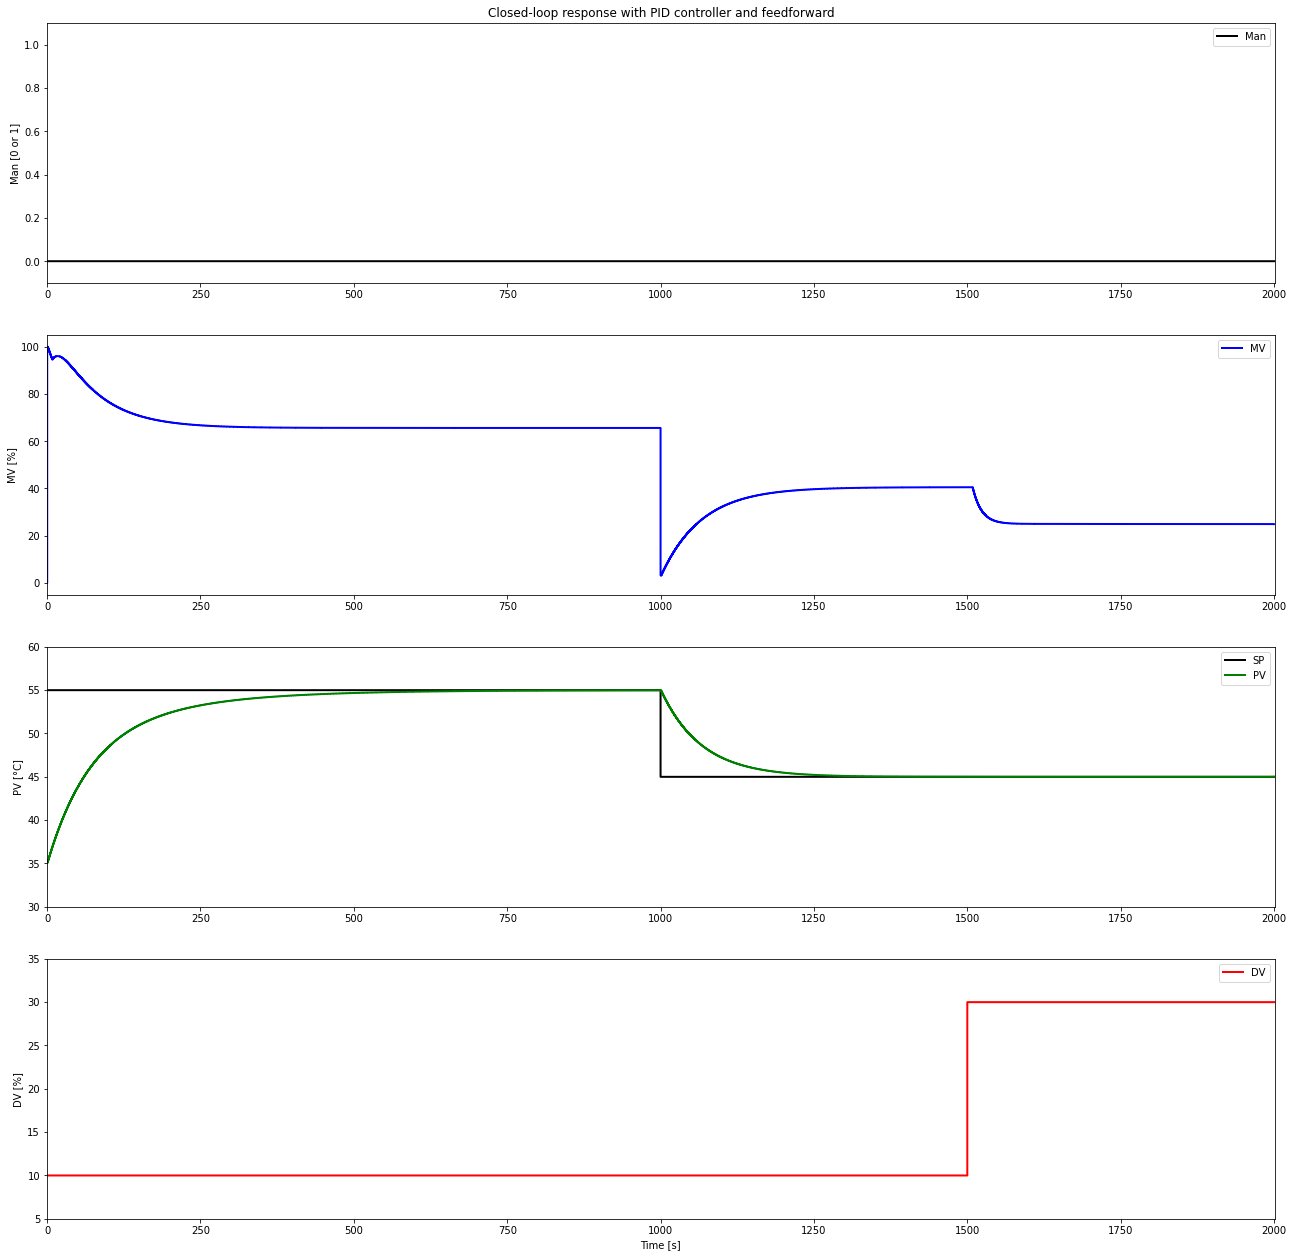 Closed-loop response with PID controller and feedforward
Man [0 or 1]
1.0
0.8
0.6
0.4
0.2
0.0
Man
0 250 500 750 1000 1250 1500 1750 2000
MV [%]
100
80
60
40
20
0
MV
0 250 500 750 1000 1250 1500 1750 2000
PV [°C]
60
55
50
45
40
35
30
SP
PV
0 250 500 750 1000 1250 1500 1750 2000
DV [%]
35
30
25
20
15
10
5
DV
0 250 500 750 1000 1250 1500 1750 2000
Time [s]